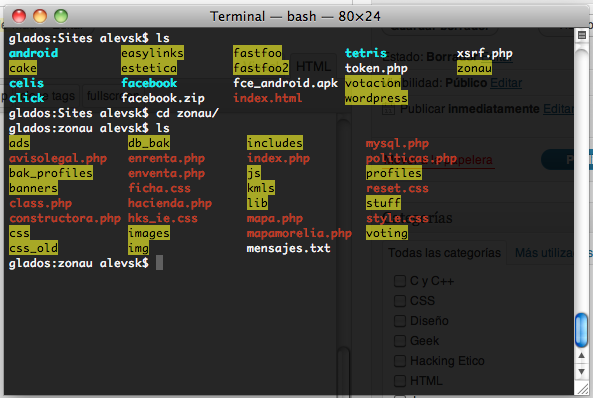 Terminal — bash — 80×24
glados:Sites alevsk$ ls
android easylinks fastfoo tetris xsrf.php
cake estetica fastfoo2 token.php zonau
celis facebook fce_android.apk votacion
click facebook.zip index.html wordpress
glados:Sites alevsk$ cd zonau/
glados:zonau alevsk$ ls
ads db_bak includes mysql.php
avisolegal.php enrenta.php index.php politicas.php
bak_profiles enventa.php js profiles
banners ficha.css kmls reset.css
class.php hacienda.php lib stuff
constructora.php hks_ie.css mapa.php style.css
css images mapamorelia.php voting
css_old img mensajes.txt
glados:zonau alevsk$
HTML
e tags fullscr
Estado: Borra
bilidad: Público Editar
Publicar Inmediatamente Editar
pelera
Categorías
Todas las categorías Más utiliza
C y C++
CSS
Diseño
Geek
Hacking Etico
HTML